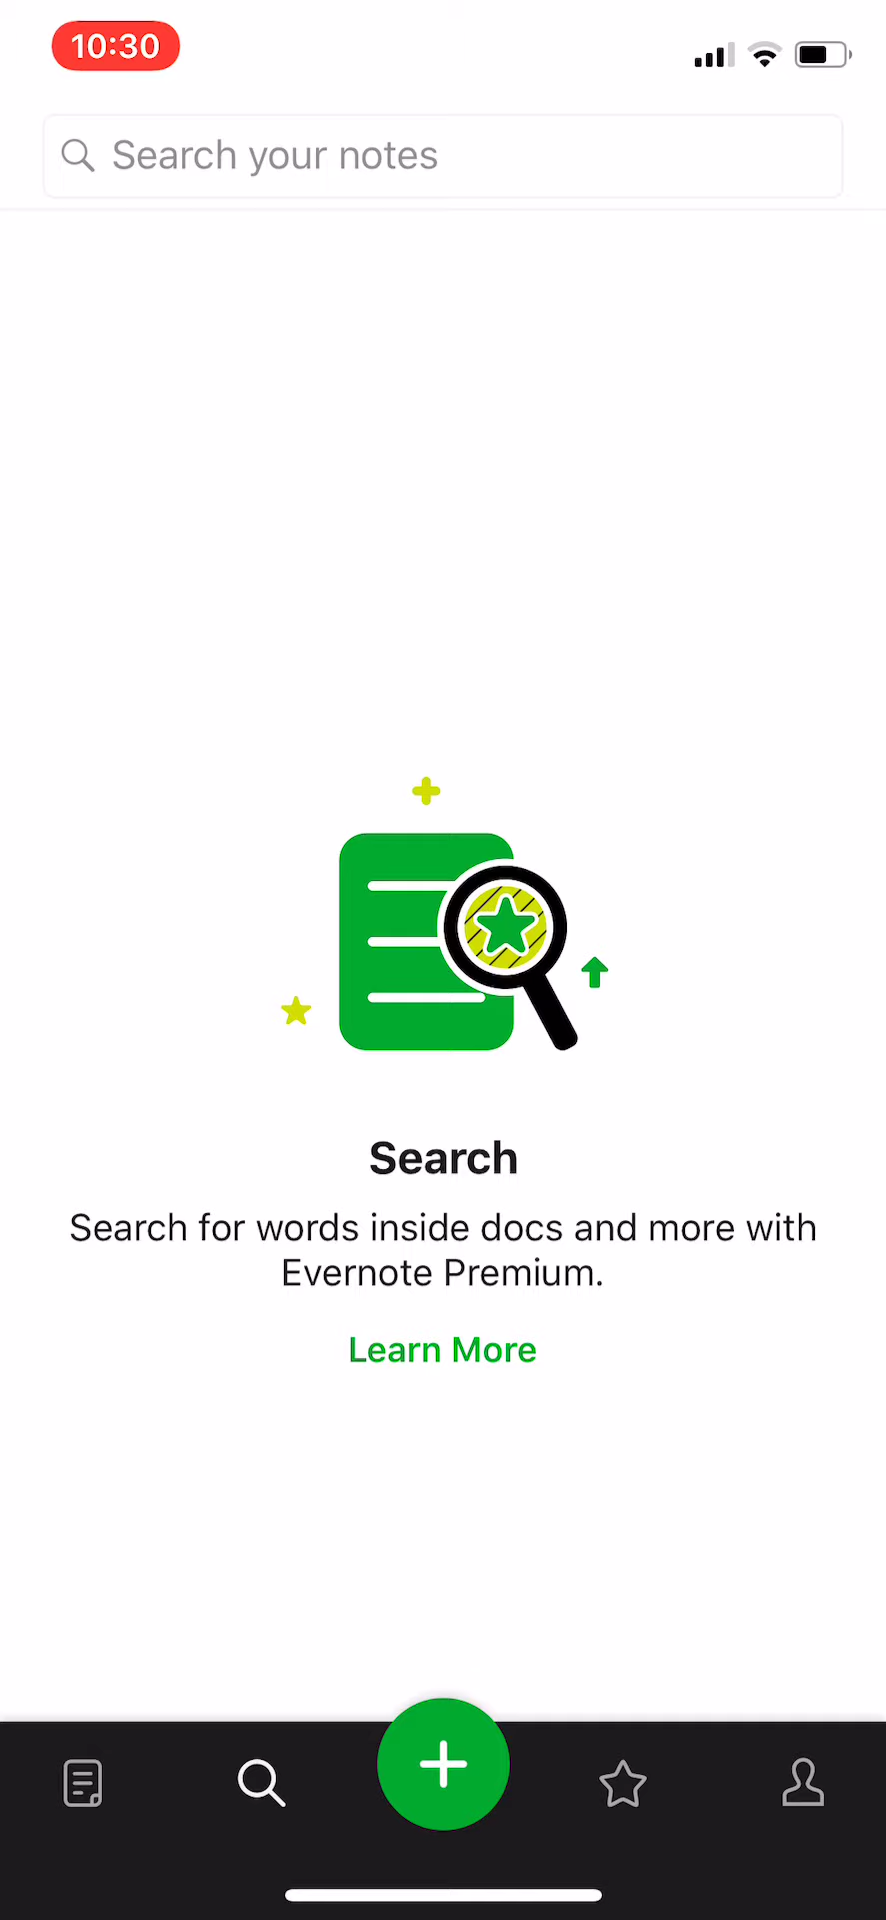 10:30
Search your notes
Search
Search for words inside docs and more with
Evernote Premium.
Learn More